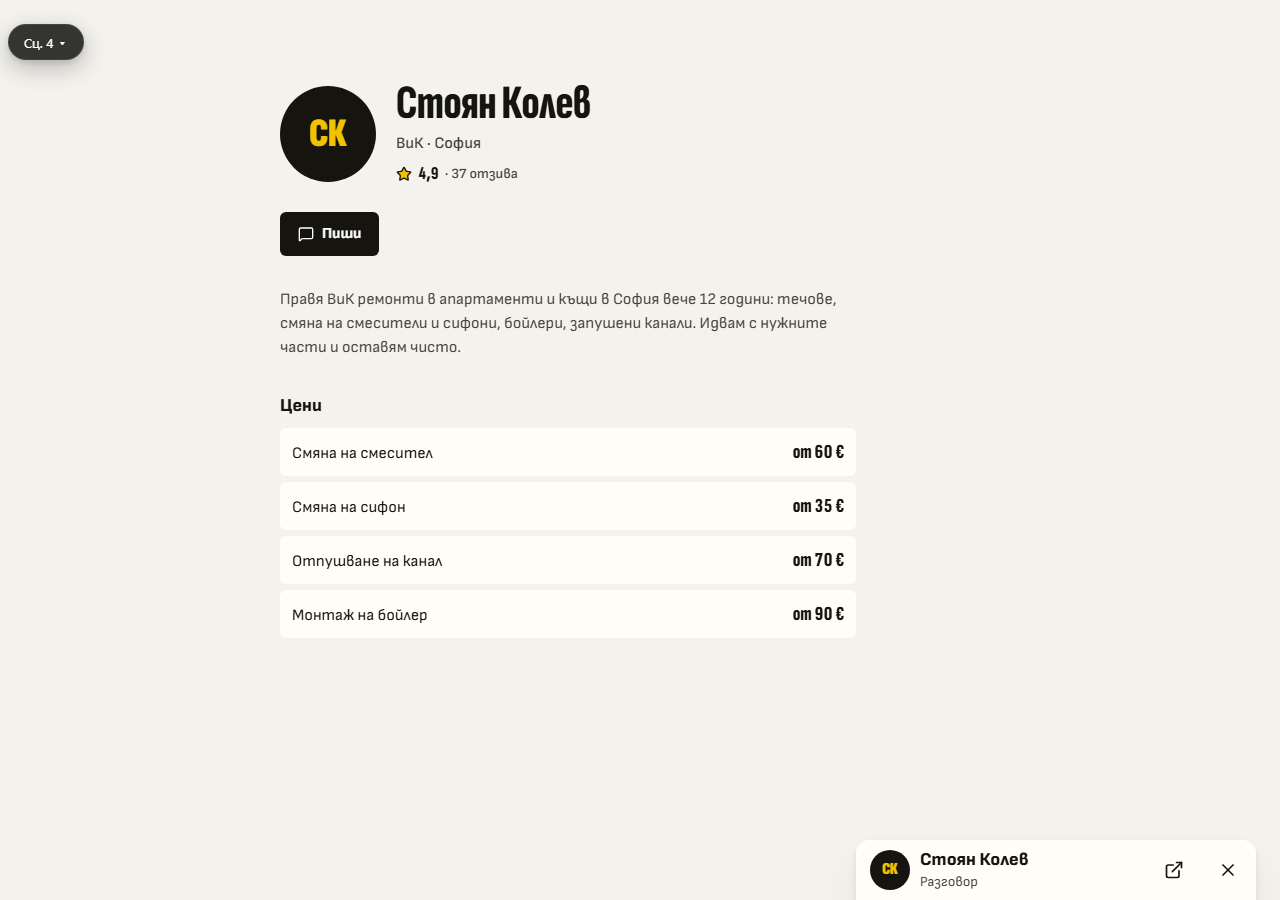 Сц. 4
СК
Стоян Колев
ВиК · София
4,9 · 37 отзива
Пиши
Правя ВиК ремонти в апартаменти и къщи в София вече 12 години: течове,
смяна на смесители и сифони, бойлери, запушени канали. Идвам с нужните
части и оставям чисто.
Цени
Смяна на смесител от 60 €
Смяна на сифон от 35 €
Отпушване на канал от 70 €
Монтаж на бойлер от 90 €
СК
Стоян Колев
Разговор